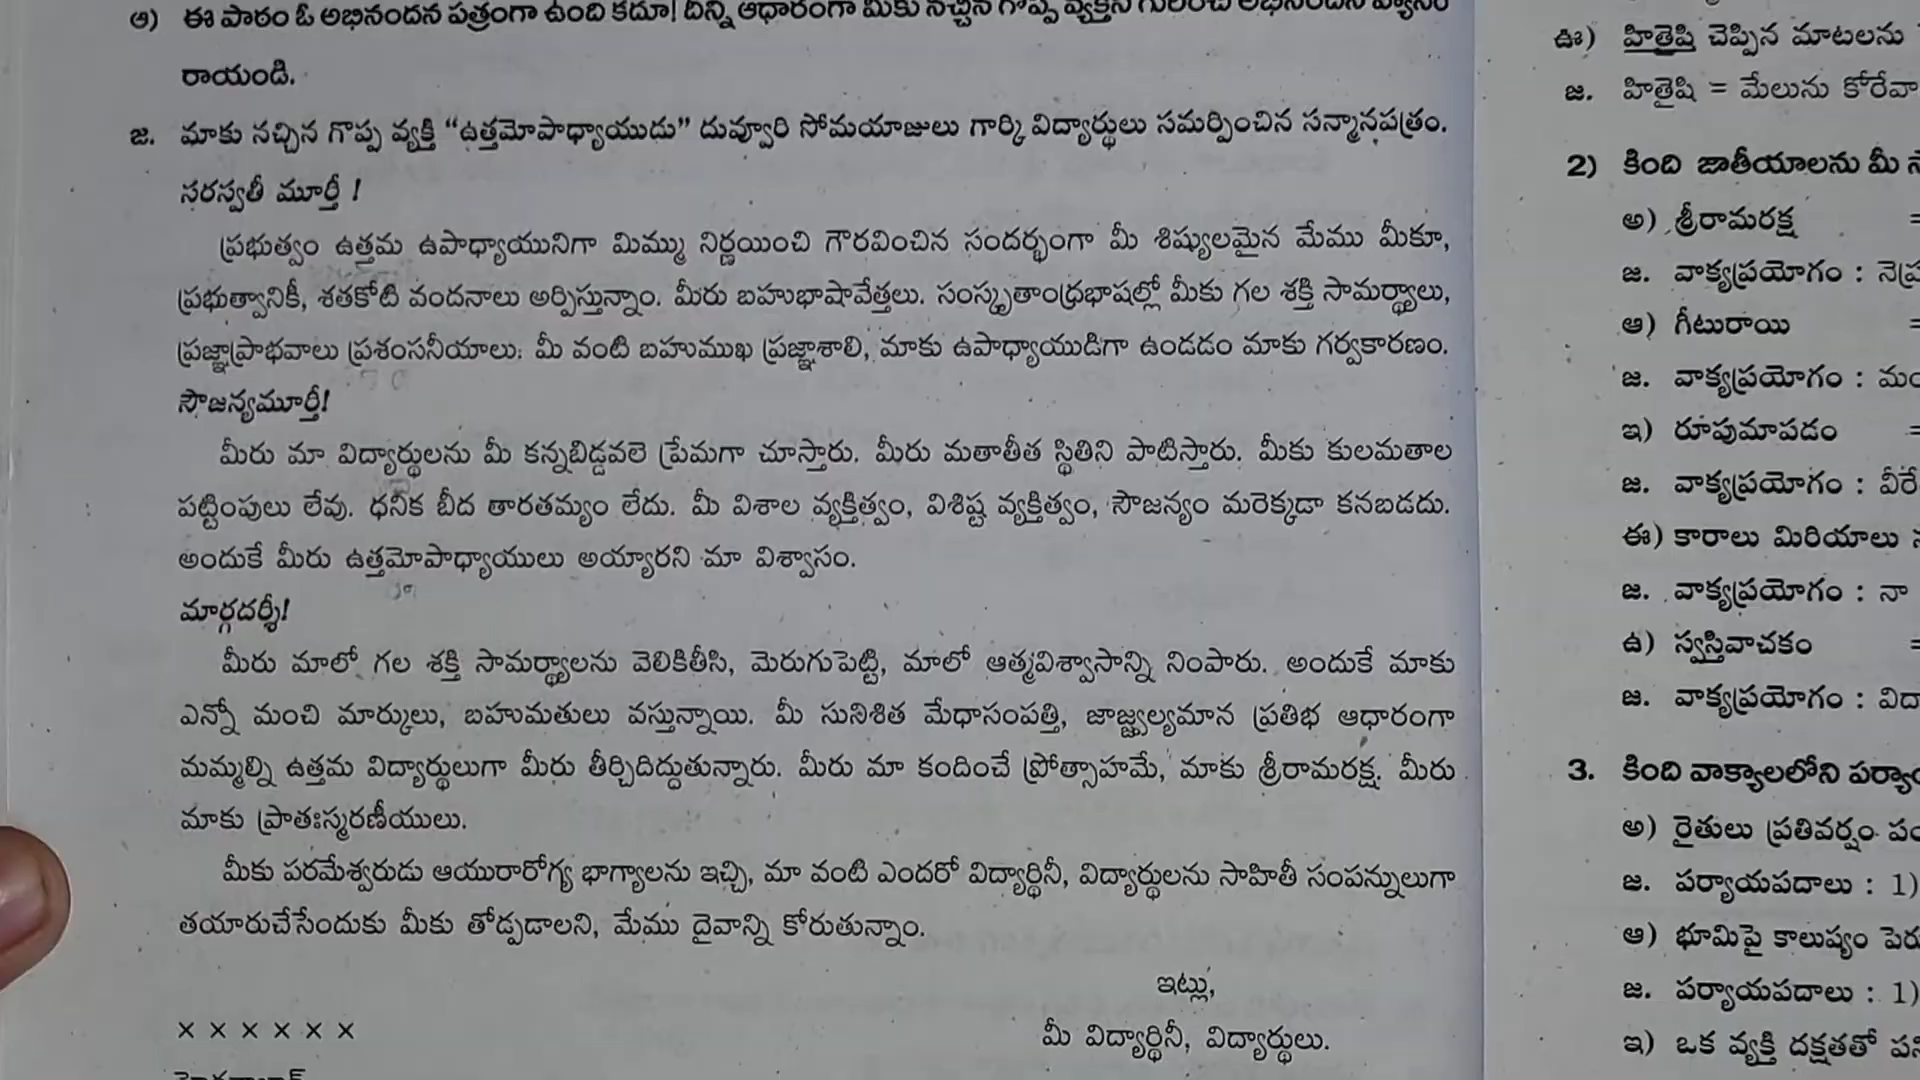 ఆ) ఈ పాఠం ఓ అభినందన పత్రంగా ఉంది కదూ! దీన్ని ఆధారంగా మీకు నచ్చిన గొప్ప వ్యక్తిని గురించి అభినందన వ్యాసం
రాయండి.
జ. మాకు నచ్చిన గొప్ప వ్యక్తి “ఉత్తమోపాధ్యాయుడు” దువ్వూరి సోమయాజులు గార్కి విద్యార్థులు సమర్పించిన సన్మానపత్రం.
సరస్వతీ మూర్తీ !
ప్రభుత్వం ఉత్తమ ఉపాధ్యాయునిగా మిమ్ము నిర్ణయించి గౌరవించిన సందర్భంగా మీ శిష్యులమైన మేము మీకూ,
ప్రభుత్వానికీ, శతకోటి వందనాలు అర్పిస్తున్నాం. మీరు బహుభాషావేత్తలు. సంస్కృతాంధ్రభాషల్లో మీకు గల శక్తి సామర్థ్యాలు,
ప్రజ్ఞాప్రాభవాలు ప్రశంసనీయాలు. మీ వంటి బహుముఖ ప్రజ్ఞాశాలి, మాకు ఉపాధ్యాయుడిగా ఉండడం మాకు గర్వకారణం.
సౌజన్యమూర్తీ!
మీరు మా విద్యార్థులను మీ కన్నబిడ్డవలె ప్రేమగా చూస్తారు. మీరు మతాతీత స్థితిని పాటిస్తారు. మీకు కులమతాల
పట్టింపులు లేవు. ధనిక బీద తారతమ్యం లేదు. మీ విశాల వ్యక్తిత్వం, విశిష్ట వ్యక్తిత్వం, సౌజన్యం మరెక్కడా కనబడదు.
అందుకే మీరు ఉత్తమోపాధ్యాయులు అయ్యారని మా విశ్వాసం.
మార్గదర్శీ!
మీరు మాలో గల శక్తి సామర్థ్యాలను వెలికితీసి, మెరుగుపెట్టి, మాలో ఆత్మవిశ్వాసాన్ని నింపారు. అందుకే మాకు
ఎన్నో మంచి మార్కులు, బహుమతులు వస్తున్నాయి. మీ సునిశిత మేధాసంపత్తి, జాజ్జ్వల్యమాన ప్రతిభ ఆధారంగా
మమ్మల్ని ఉత్తమ విద్యార్థులుగా మీరు తీర్చిదిద్దుతున్నారు. మీరు మా కందించే ప్రోత్సాహమే, మాకు శ్రీరామరక్ష. మీరు
మాకు ప్రాతఃస్మరణీయులు.
మీకు పరమేశ్వరుడు ఆయురారోగ్య భాగ్యాలను ఇచ్చి, మా వంటి ఎందరో విద్యార్థినీ, విద్యార్థులను సాహితీ సంపన్నులుగా
తయారుచేసేందుకు మీకు తోడ్పడాలని, మేము దైవాన్ని కోరుతున్నాం.
ఇట్లు,
× × × × × × మీ విద్యార్థినీ, విద్యార్థులు.
ఊ) హితైషి చెప్పిన మాటలను
జ. హితైషి = మేలును కోరేవా
2) కింది జాతీయాలను మీ
అ) శ్రీరామరక్ష =
జ. వాక్యప్రయోగం :
ఆ) గీటురాయి =
జ. వాక్యప్రయోగం :
ఇ) రూపుమాపడం =
జ. వాక్యప్రయోగం :
ఈ) కారాలు మిరియాలు
జ. వాక్యప్రయోగం : నా
ఉ) స్వస్తివాచకం =
జ. వాక్యప్రయోగం :
3. కింది వాక్యాలలోని
అ) రైతులు ప్రతివర్షం
జ. పర్యాయపదాలు : 1)
ఆ) భూమిపై కాలుష్యం
జ. పర్యాయపదాలు : 1)
ఇ) ఒక వ్యక్తి దక్షతతో